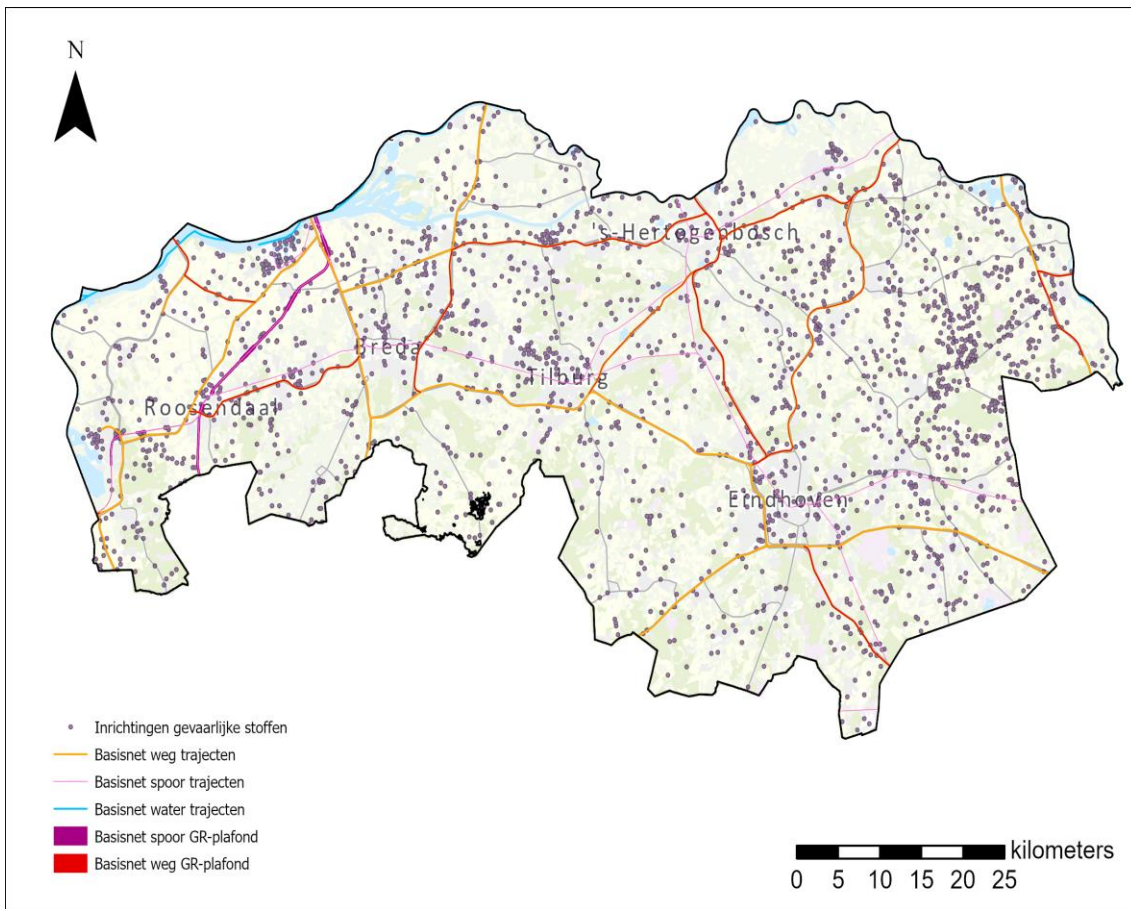 N
's-Hertogenbosch
Breda
Tilburg
Roosendaal
Eindhoven
Inrichtingen gevaarlijke stoffen
Basisnet weg trajecten
Basisnet spoor trajecten
Basisnet water trajecten
Basisnet spoor GR-plafond
Basisnet weg GR-plafond
kilometers
0 5 10 15 20 25